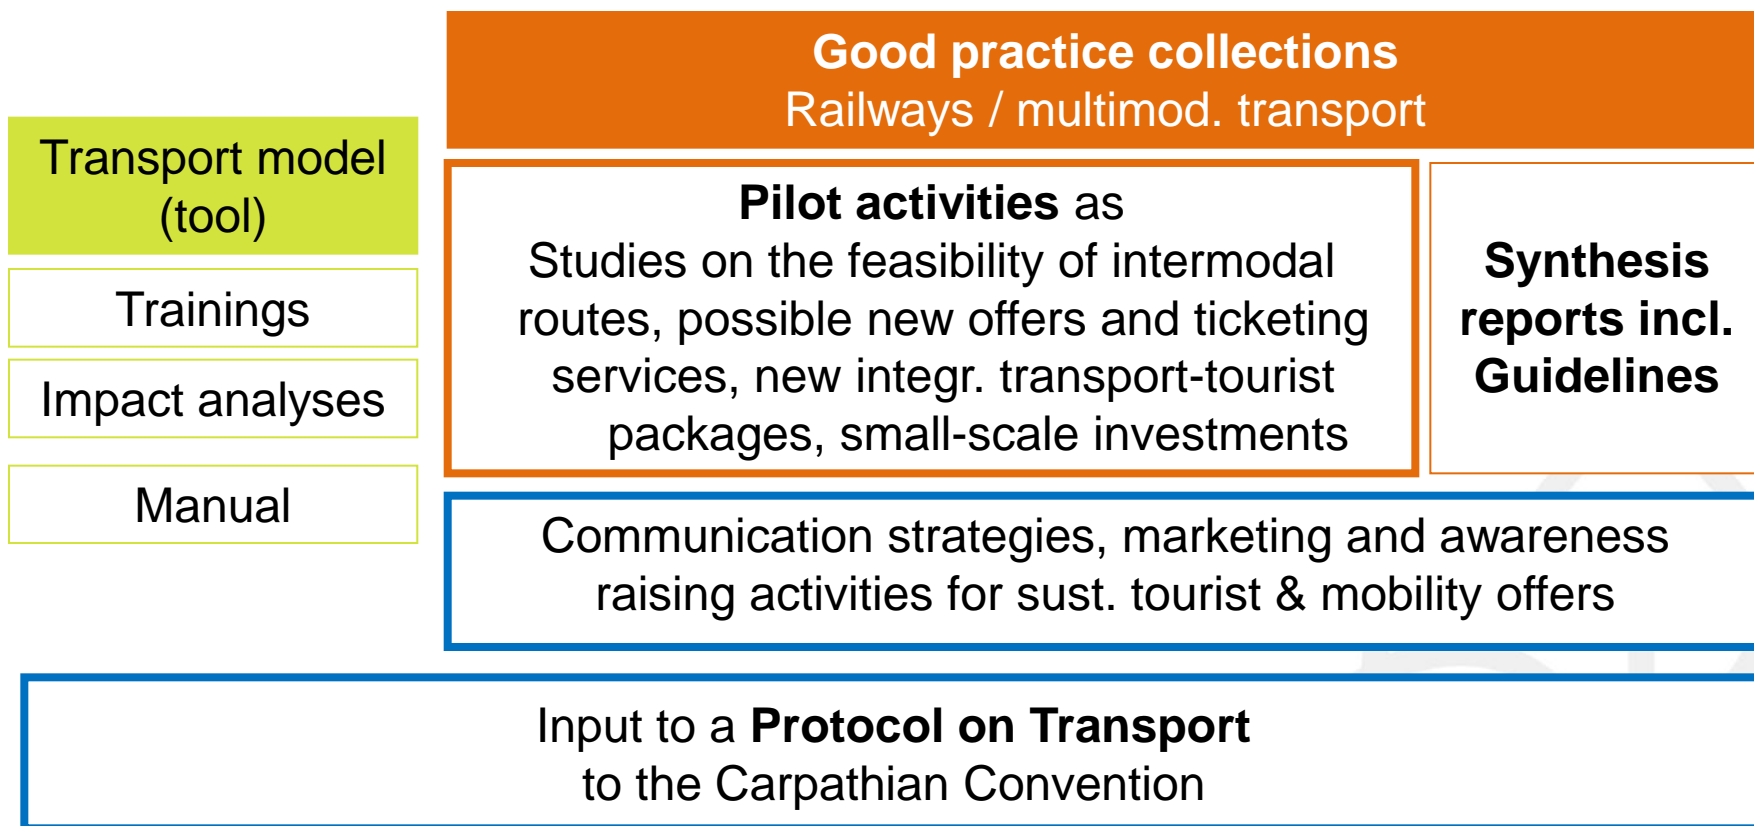 Good practice collections
Railways / multimod. transport
Transport model
(tool)
Trainings
Impact analyses
Manual
Pilot activities as
Studies on the feasibility of intermodal
routes, possible new offers and ticketing
services, new integr. transport-tourist
packages, small-scale investments
Synthesis
reports incl.
Guidelines
Communication strategies, marketing and awareness
raising activities for sust. tourist & mobility offers
Input to a Protocol on Transport
to the Carpathian Convention